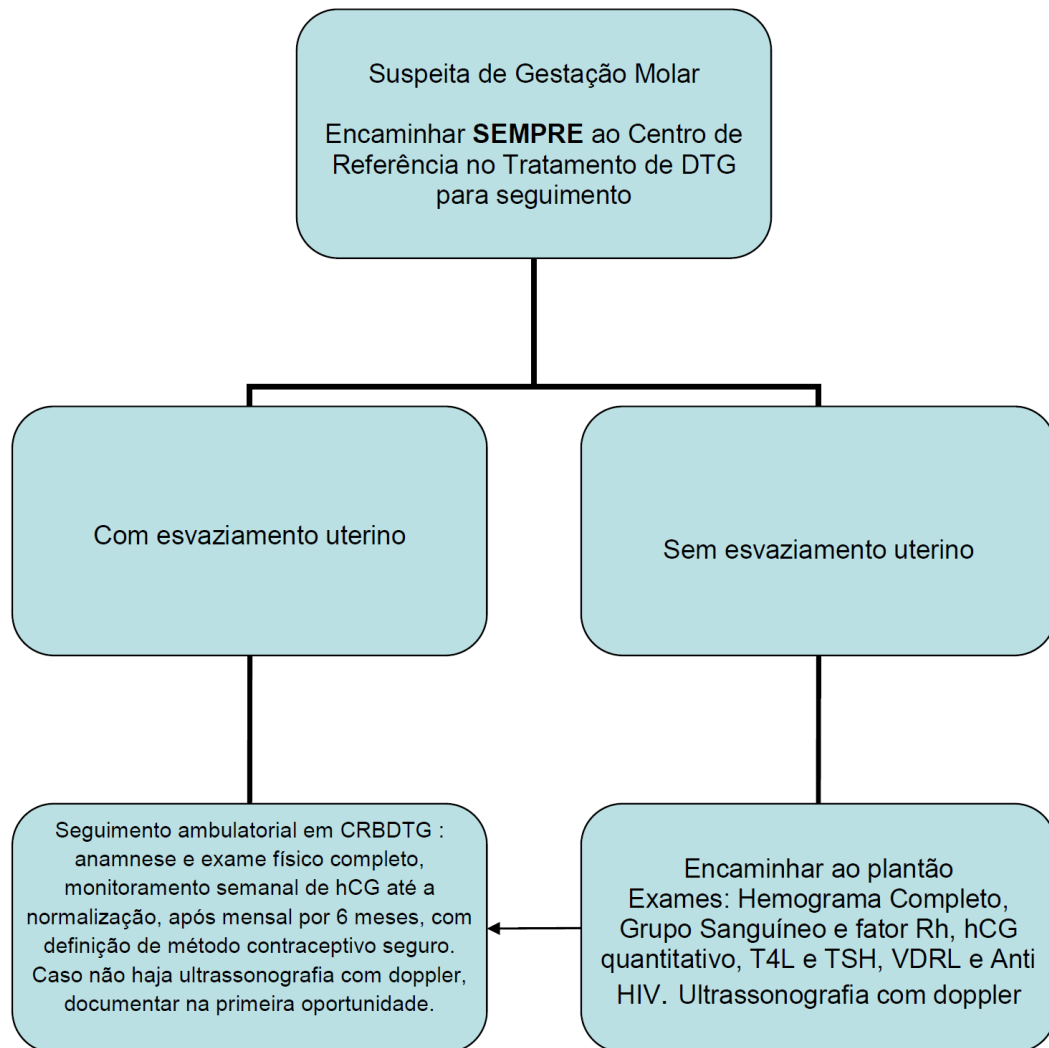 Suspeita de Gestação Molar
Encaminhar SEMPRE ao Centro de
Referência no Tratamento de DTG
para seguimento
Com esvaziamento uterino
Sem esvaziamento uterino
Seguimento ambulatorial em CRBDTG :
anamnese e exame físico completo,
monitoramento semanal de hCG até a
normalização, após mensal por 6 meses, com
definição de método contraceptivo seguro.
Caso não haja ultrassonografia com doppler,
documentar na primeira oportunidade.
Encaminhar ao plantão
Exames: Hemograma Completo,
Grupo Sanguíneo e fator Rh, hCG
quantitativo, T4L e TSH, VDRL e Anti
HIV. Ultrassonografia com doppler